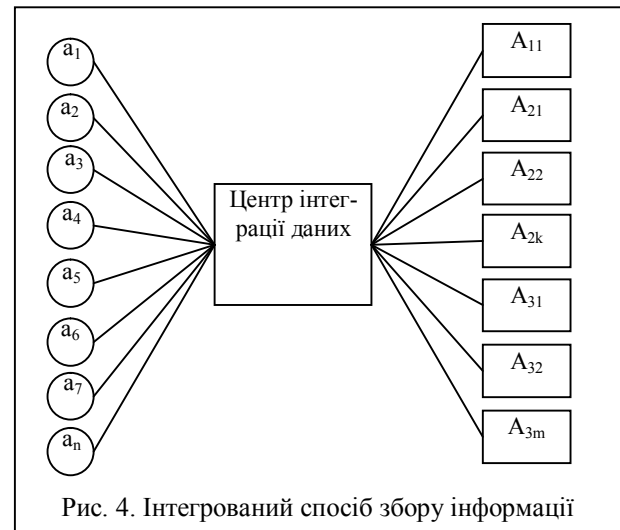 a₁
a₂
a₃
a₄
a₅
a₆
a₇
aₙ
Центр інтег-
рації даних
A₁₁
A₂₁
A₂₂
A₂ₖ
A₃₁
A₃₂
A₃ₘ
Рис. 4. Інтегрований спосіб збору інформації